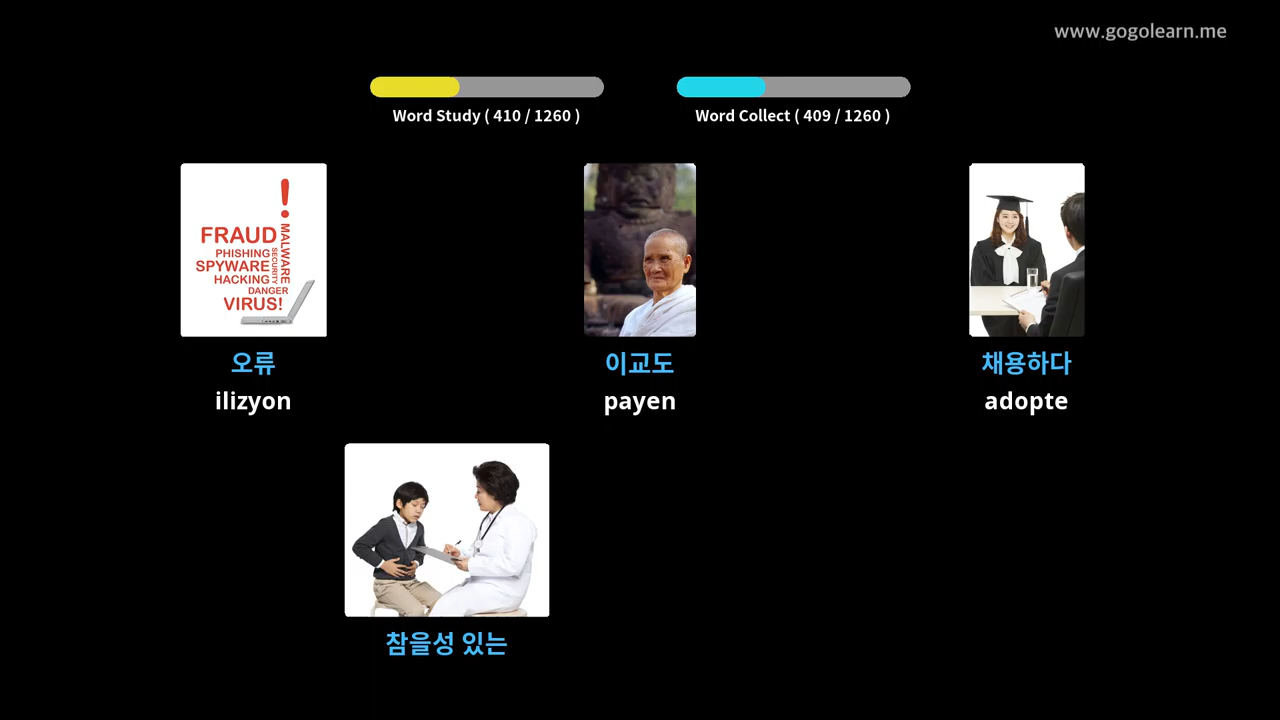 www.gogolearn.me
Word Study ( 410 / 1260 )
Word Collect ( 409 / 1260 )
!
FRAUD
PHISHING
SPYWARE
HACKING
DANGER
VIRUS!
SECURITY
MALWARE
오류
ilizyon
이교도
payen
채용하다
adopte
참을성 있는